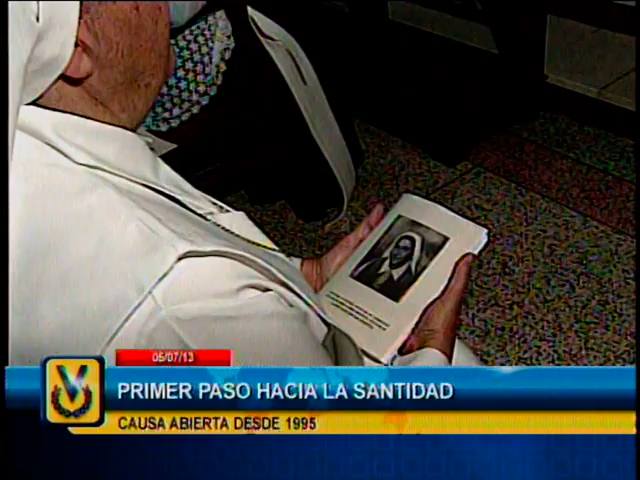 05/07/13
PRIMER PASO HACIA LA SANTIDAD
CAUSA ABIERTA DESDE 1995